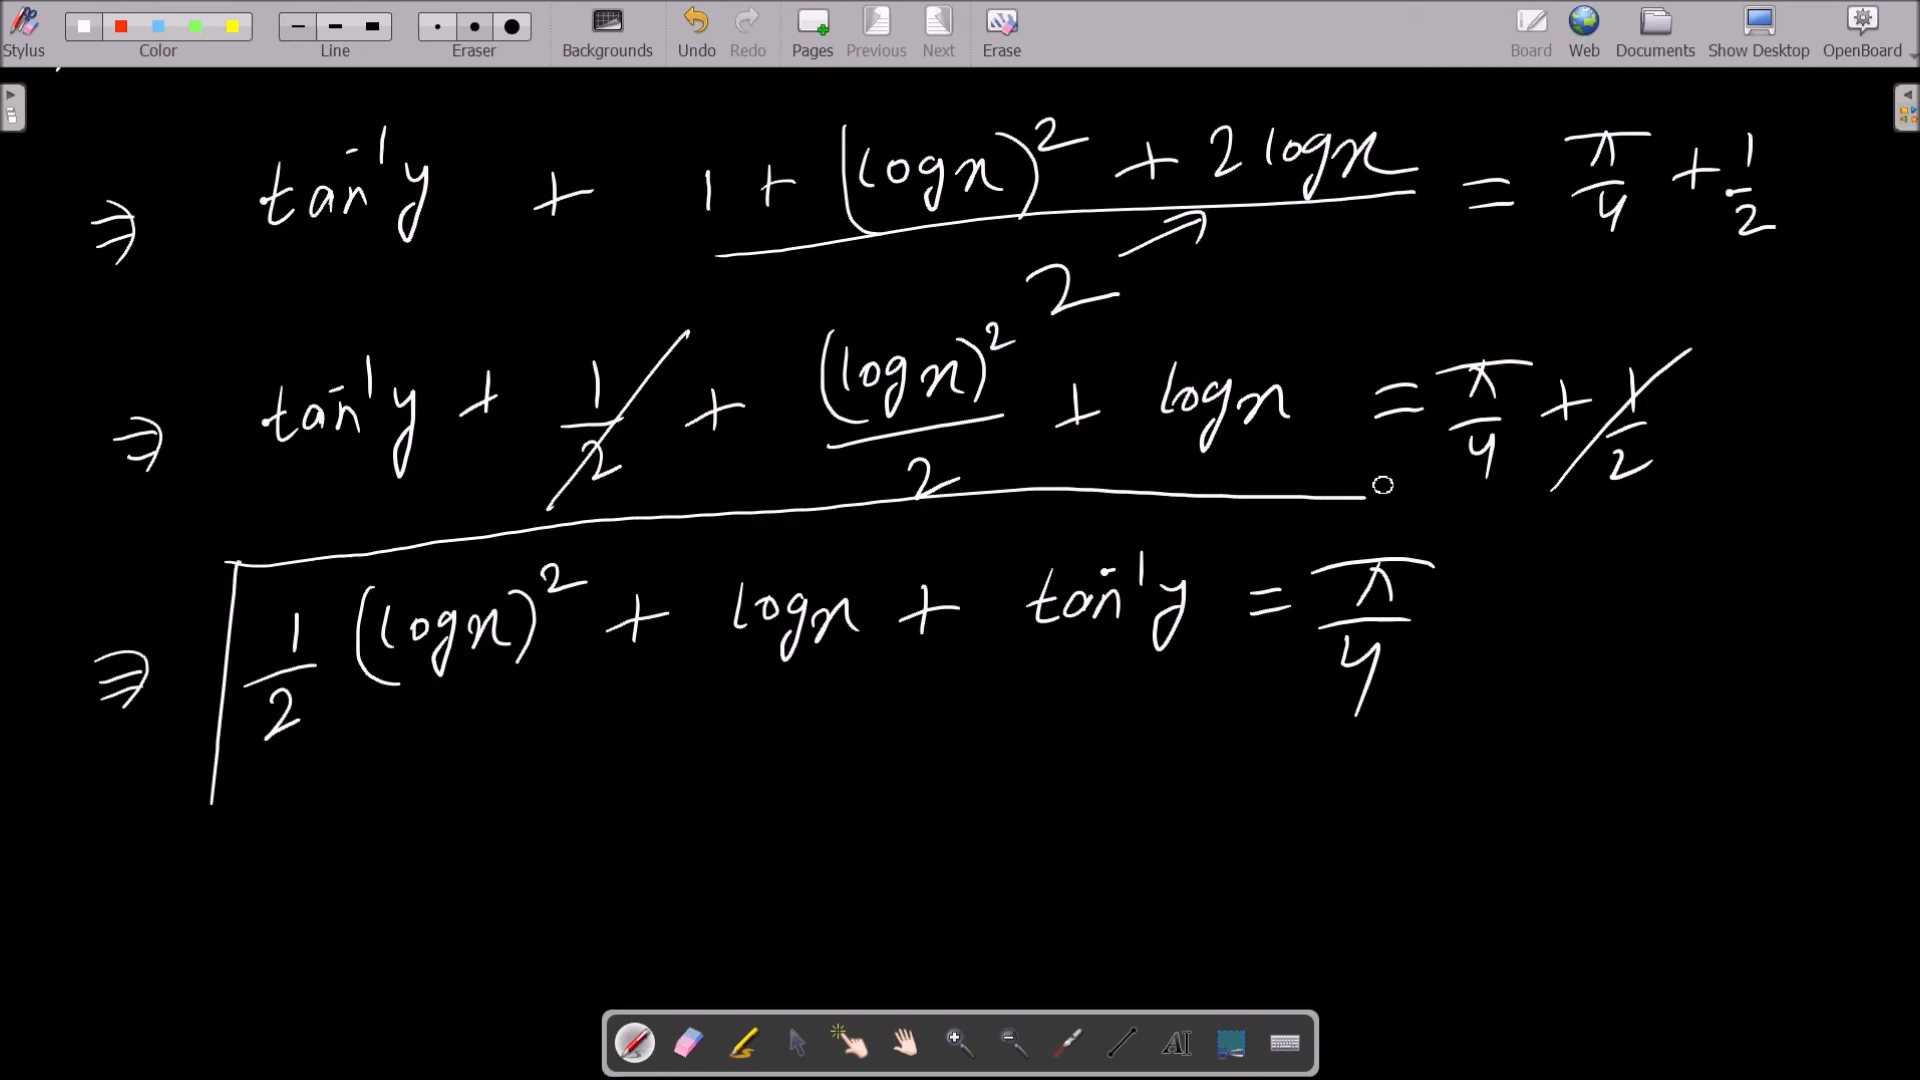 Stylus Color Line Eraser Backgrounds Undo Redo Pages Previous Next Erase Board Web Documents Show Desktop OpenBoard
⇒ tan⁻¹y + (1 + (logx)² + 2logx)/2 = π/4 + 1/2
⇒ tan⁻¹y + 1/2 + (logx)²/2 + logx = π/4 + 1/2
⇒ 1/2 (logx)² + logx + tan⁻¹y = π/4
AI